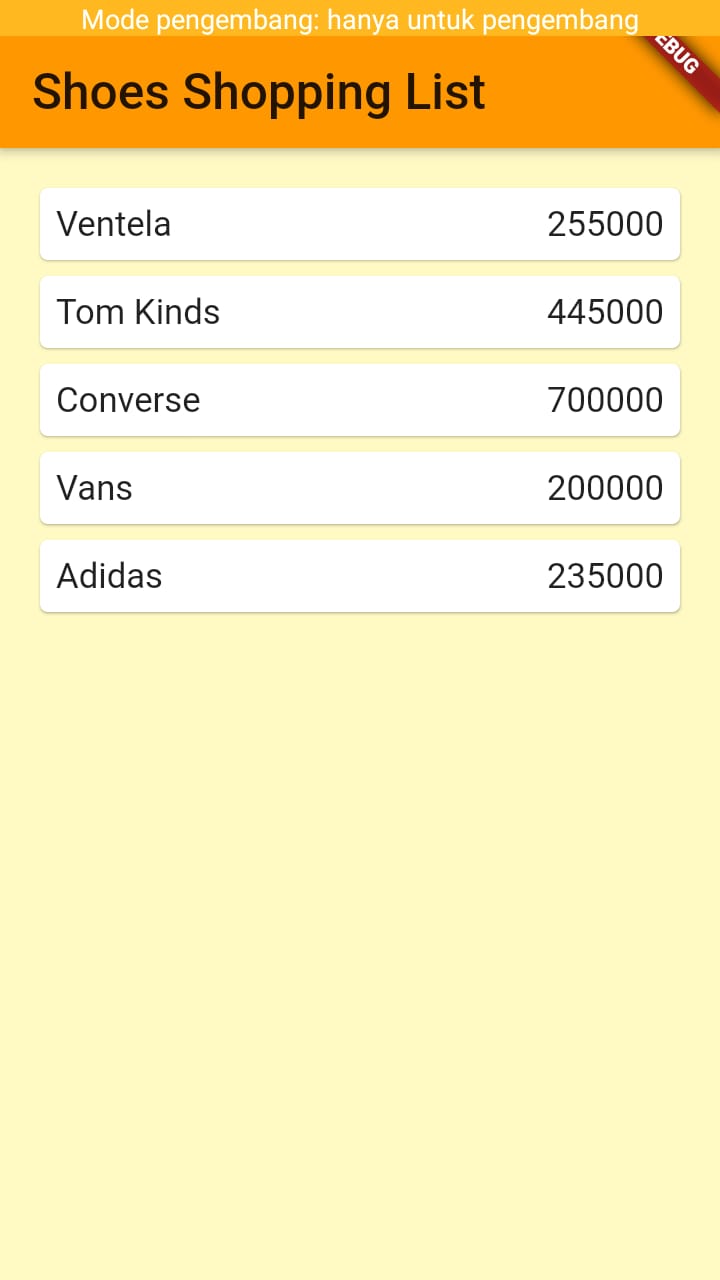 Mode pengembang: hanya untuk pengembang
Shoes Shopping List
EBUG
Ventela 255000
Tom Kinds 445000
Converse 700000
Vans 200000
Adidas 235000